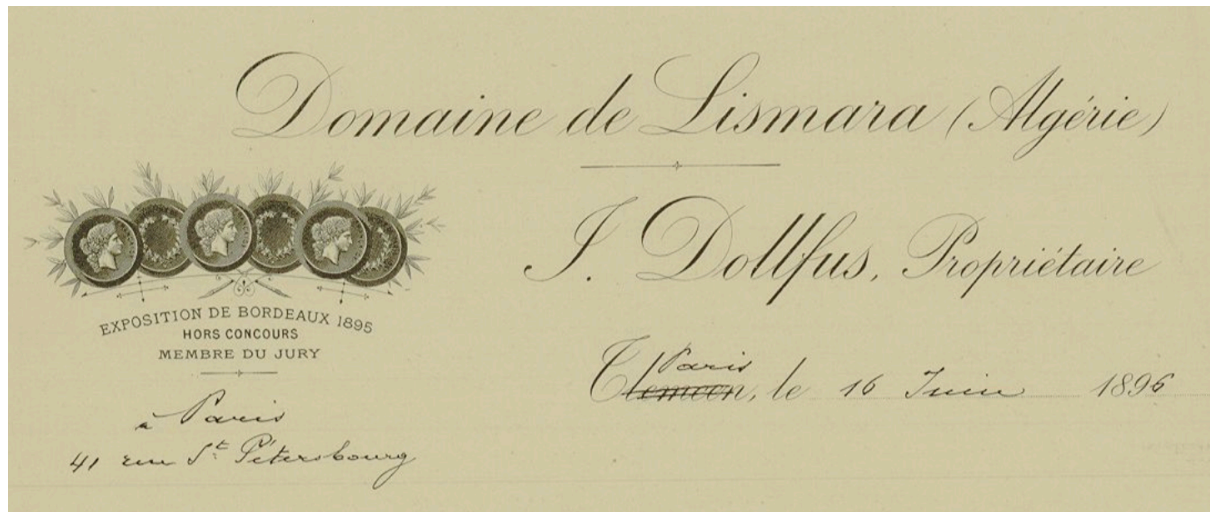 Domaine de Lismara (Algérie)
J. Dollfus, Propriétaire
EXPOSITION DE BORDEAUX 1895
HORS CONCOURS
MEMBRE DU JURY
Paris
Tlemcen, le 16 Juin 1896
à Paris
41 rue St. Pétersbourg